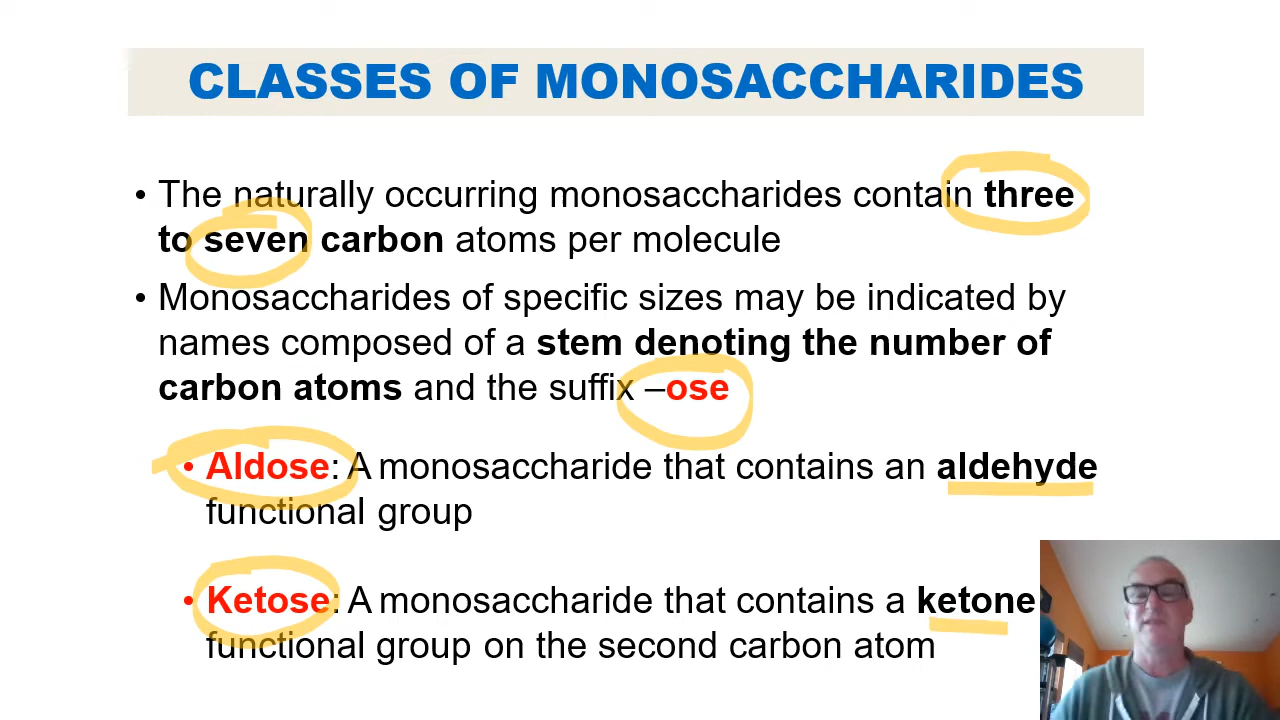 CLASSES OF MONOSACCHARIDES
• The naturally occurring monosaccharides contain three
to seven carbon atoms per molecule
• Monosaccharides of specific sizes may be indicated by
names composed of a stem denoting the number of
carbon atoms and the suffix –ose
• Aldose: A monosaccharide that contains an aldehyde
functional group
• Ketose: A monosaccharide that contains a ketone
functional group on the second carbon atom